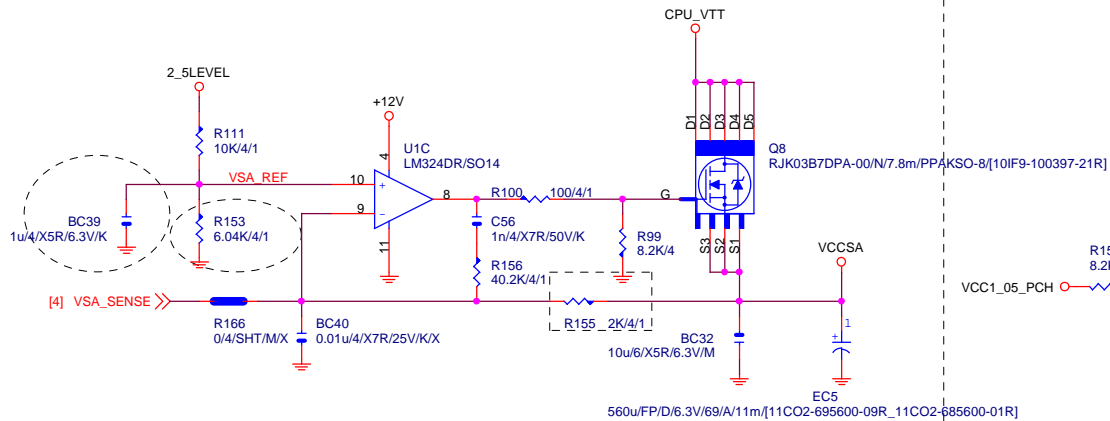 CPU_VTT
2_5LEVEL
+12V
R111
10K/4/1
U1C
LM324DR/SO14
4
D1
D2
D3
D4
D5
Q8
RJK03B7DPA-00/N/7.8m/PPAKSO-8/[10IF9-100397-21R]
VSA_REF
10
+
9
-
8
11
R100
100/4/1
G
BC39
1u/4/X5R/6.3V/K
R153
6.04K/4/1
C56
1n/4/X7R/50V/K
R99
8.2K/4
S3
S2
S1
VCCSA
R156
40.2K/4/1
R15
8.2K
VCC1_05_PCH
[4] VSA_SENSE
R166
0/4/SHT/M/X
BC40
0.01u/4/X7R/25V/K/X
R155 2K/4/1
BC32
10u/6/X5R/6.3V/M
+
1
EC5
560u/FP/D/6.3V/69/A/11m/[11CO2-695600-09R_11CO2-685600-01R]